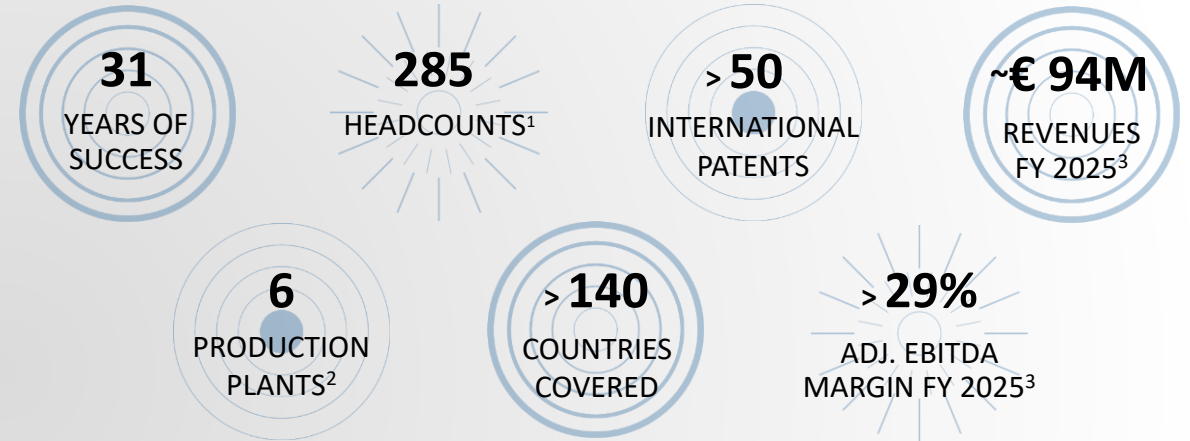 31
YEARS OF
SUCCESS
285
HEADCOUNTS¹
> 50
INTERNATIONAL
PATENTS
~€ 94M
REVENUES
FY 2025³
6
PRODUCTION
PLANTS²
> 140
COUNTRIES
COVERED
> 29%
ADJ. EBITDA
MARGIN FY 2025³